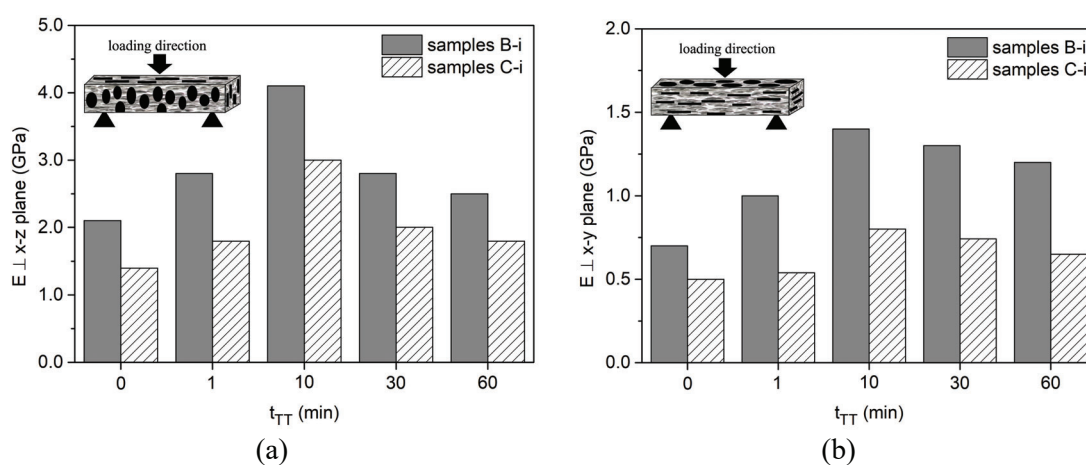 5.0
4.0
3.0
2.0
1.0
0.0
E ⊥ x-z plane (GPa)
loading direction
samples B-i
samples C-i
0 1 10 30 60
t_TT (min)
(a)
2.0
1.5
1.0
0.5
0.0
E ⊥ x-y plane (GPa)
loading direction
samples B-i
samples C-i
0 1 10 30 60
t_TT (min)
(b)